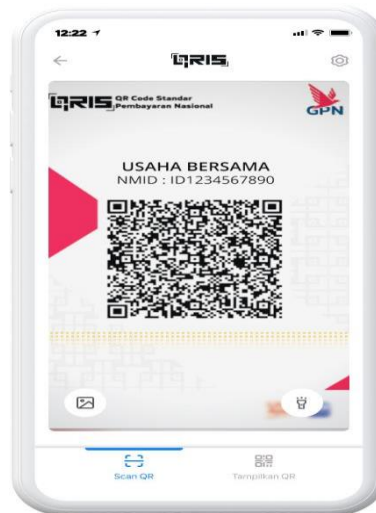 12:22
QRIS
QRIS QR Code Standar
Pembayaran Nasional
GPN
USAHA BERSAMA
NMID : ID1234567890
Scan QR
Tampilkan QR